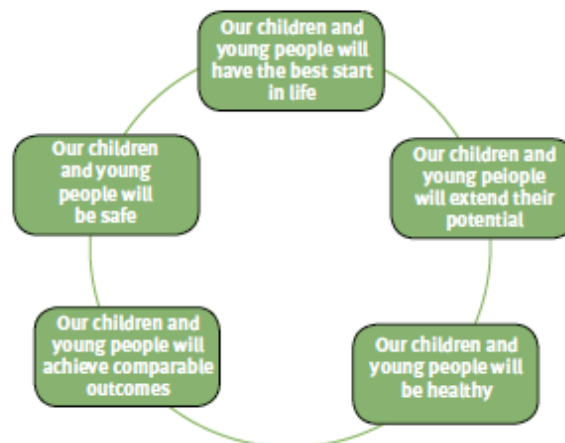 Our children and
young people will
have the best start
in life
Our children
and young
people will
be safe
Our children and
young peiople
will extend their
potential
Our children and
young people will
achieve comparable
outcomes
Our children and
young people will
be healthy